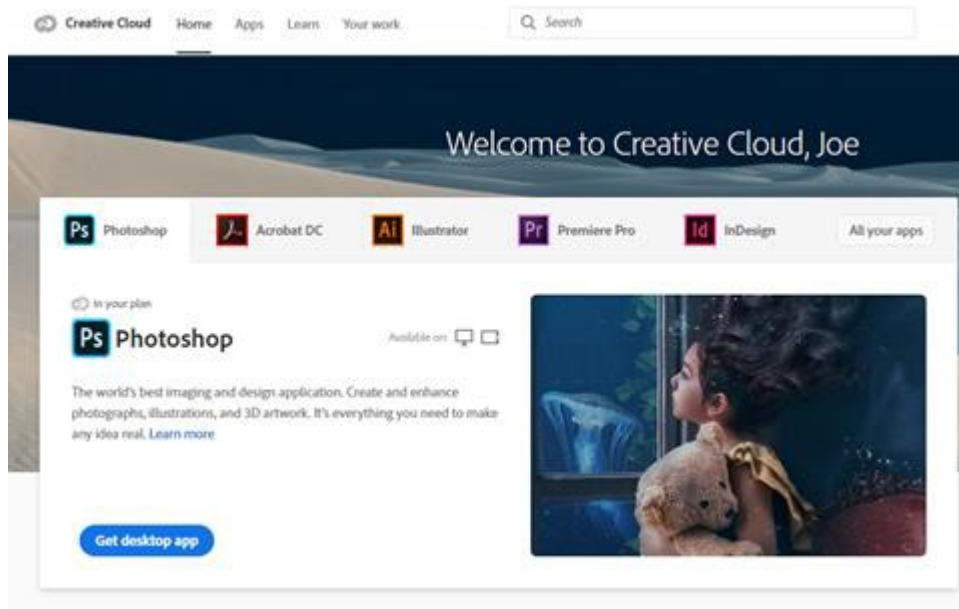 Creative Cloud Home Apps Learn Your work Search
Welcome to Creative Cloud, Joe
Ps Photoshop Acrobat DC Ai Illustrator Pr Premiere Pro Id InDesign All your apps
In your plan
Ps Photoshop Available on
The world's best imaging and design application. Create and enhance
photographs, illustrations, and 3D artwork. It's everything you need to make
any idea real. Learn more
Get desktop app